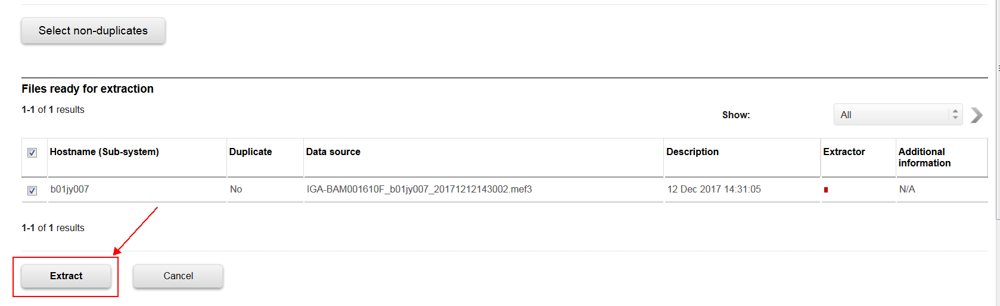 Select non-duplicates
Files ready for extraction
1-1 of 1 results
Show:
All
Hostname (Sub-system) Duplicate Data source Description Extractor Additional information
b01jy007 No IGA-BAM001610F_b01jy007_20171212143002.mef3 12 Dec 2017 14:31:05 N/A
1-1 of 1 results
Extract Cancel